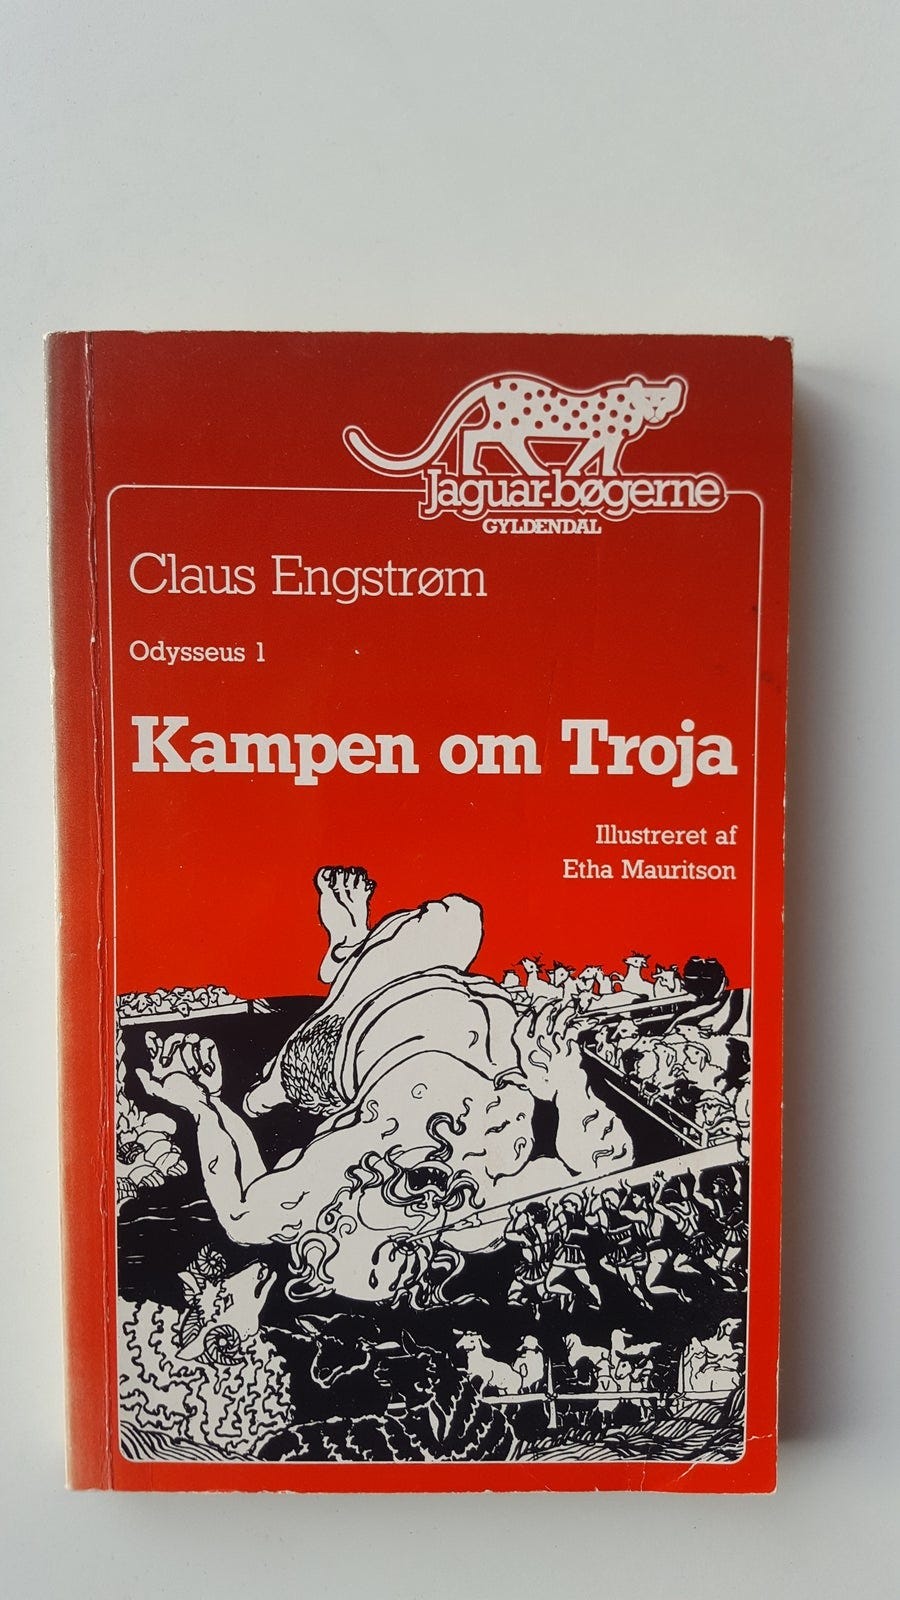 Jaguar-bøgerne
GYLDENDAL
Claus Engstrøm
Odysseus 1
Kampen om Troja
Illustreret af
Etha Mauritson